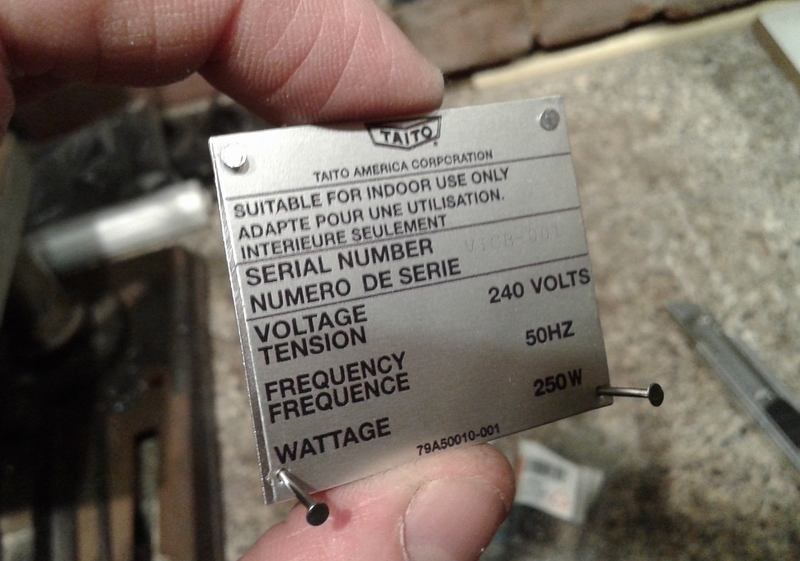 TAITO
TAITO AMERICA CORPCRATION
SUITABLE FOR INDOOR USE ONLY
ADAPTE POUR UNE UTILISATION.
INTERIEURE SEULEMENT
SERIAL NUMBER
NUMERO DE SERIE
VOLTAGE 240 VOLTS
TENSION
FREQUENCY 50HZ
FREQUENCE
WATTAGE 250W
79A50010-001